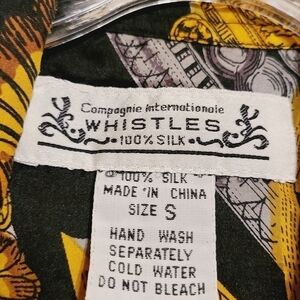 Compagnie internationale
WHISTLES
• 100% SILK •
100% SILK
MADE IN CHINA
SIZE S
HAND WASH
SEPARATELY
COLD WATER
DO NOT BLEACH